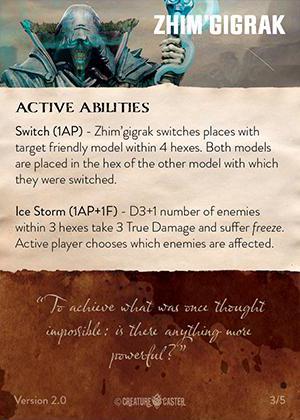 ZHIM'GIGRAK
ACTIVE ABILITIES
Switch (1AP) - Zhim'gigrak switches places with
target friendly model within 4 hexes. Both models
are placed in the hex of the other model with which
they were switched.
Ice Storm (1AP+1F) - D3+1 number of enemies
within 3 hexes take 3 True Damage and suffer freeze.
Active player chooses which enemies are affected.
"To achieve what was once thought
impossible: is there anything more
powerful?"
Version 2.0
© CREATURE CASTER
3/5